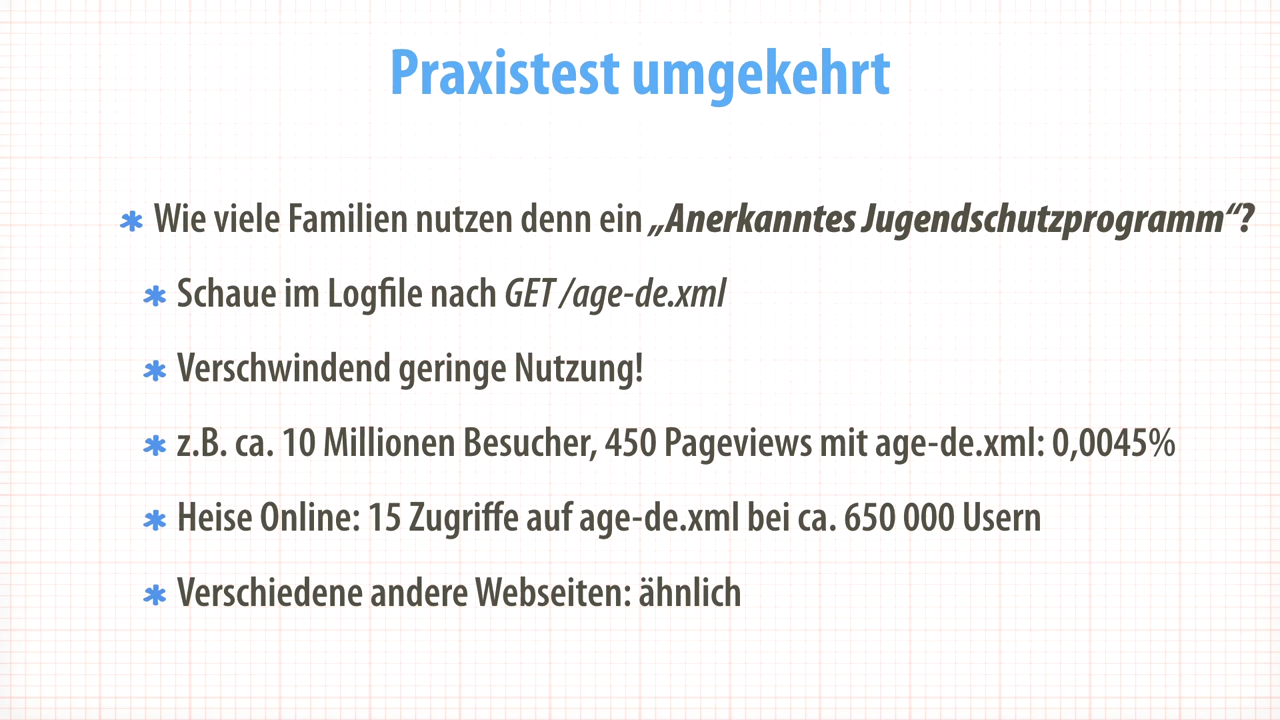 Praxistest umgekehrt
Wie viele Familien nutzen denn ein „Anerkanntes Jugendschutzprogramm“?
Schaue im Logfile nach GET /age-de.xml
Verschwindend geringe Nutzung!
z.B. ca. 10 Millionen Besucher, 450 Pageviews mit age-de.xml: 0,0045%
Heise Online: 15 Zugriffe auf age-de.xml bei ca. 650 000 Usern
Verschiedene andere Webseiten: ähnlich